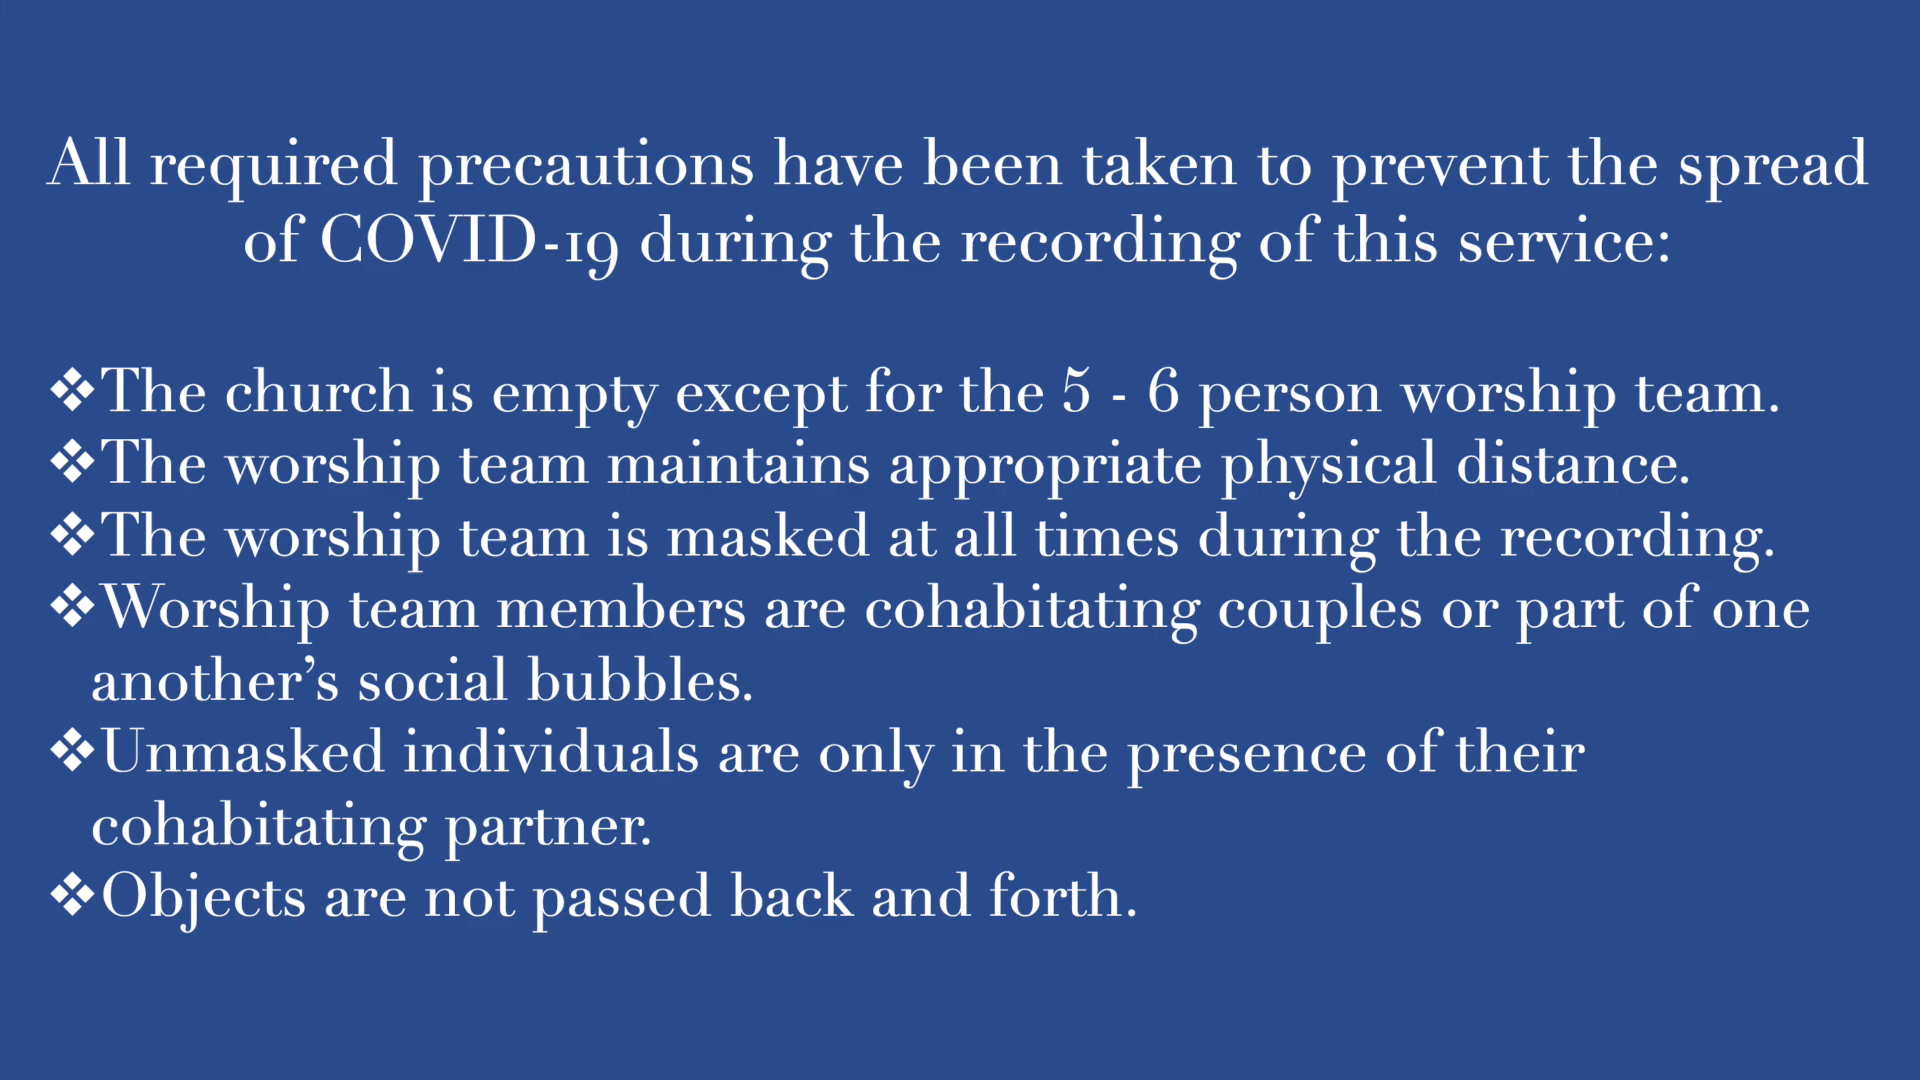 All required precautions have been taken to prevent the spread
of COVID-19 during the recording of this service:
❖The church is empty except for the 5 - 6 person worship team.
❖The worship team maintains appropriate physical distance.
❖The worship team is masked at all times during the recording.
❖Worship team members are cohabitating couples or part of one
another’s social bubbles.
❖Unmasked individuals are only in the presence of their
cohabitating partner.
❖Objects are not passed back and forth.